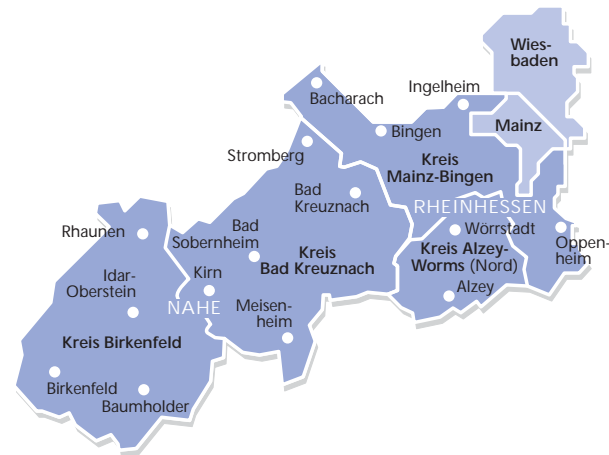 Wies-
baden
Ingelheim
Bacharach
Mainz
Bingen
Stromberg
Kreis
Mainz-Bingen
Bad
Kreuznach
RHEINHESSEN
Rhaunen
Bad
Sobernheim
Wörrstadt
Oppen-
heim
Kreis
Bad Kreuznach
Kreis Alzey-
Worms (Nord)
Idar-
Oberstein
Kirn
Alzey
NAHE
Meisen-
heim
Kreis Birkenfeld
Birkenfeld
Baumholder